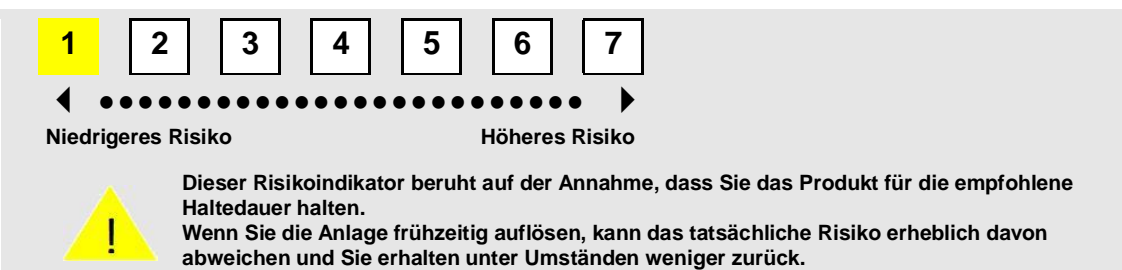 1 2 3 4 5 6 7
Niedrigeres Risiko Höheres Risiko
Dieser Risikoindikator beruht auf der Annahme, dass Sie das Produkt für die empfohlene
Haltedauer halten.
Wenn Sie die Anlage frühzeitig auflösen, kann das tatsächliche Risiko erheblich davon
abweichen und Sie erhalten unter Umständen weniger zurück.
!